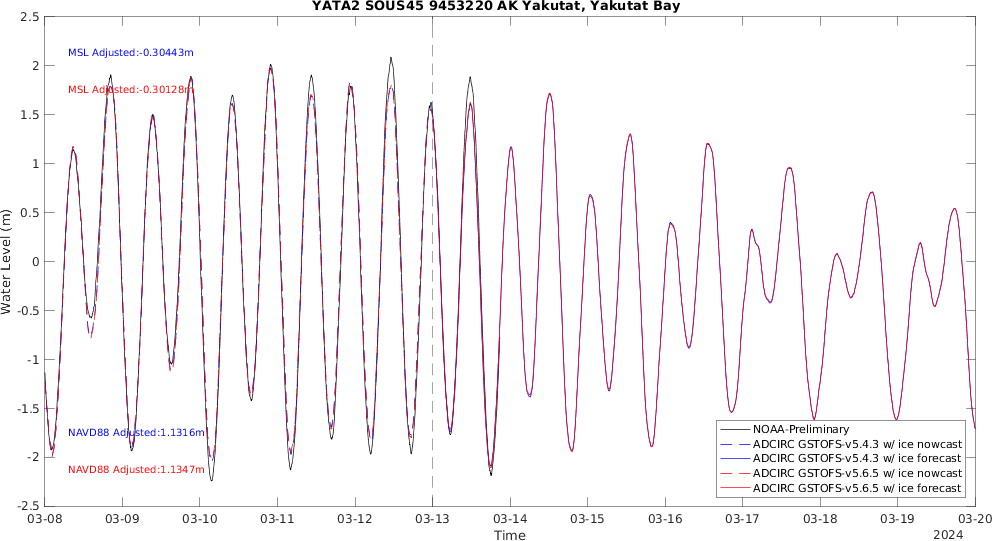 YATA2 SOUS45 9453220 AK Yakutat, Yakutat Bay
2.5
2
1.5
1
0.5
0
-0.5
-1
-1.5
-2
-2.5
Water Level (m)
MSL Adjusted:-0.30443m
MSL Adjusted:-0.30128m
NAVD88 Adjusted:1.1316m
NAVD88 Adjusted:1.1347m
NOAA-Preliminary
ADCIRC GSTOFS-v5.4.3 w/ ice nowcast
ADCIRC GSTOFS-v5.4.3 w/ ice forecast
ADCIRC GSTOFS-v5.6.5 w/ ice nowcast
ADCIRC GSTOFS-v5.6.5 w/ ice forecast
03-08 03-09 03-10 03-11 03-12 03-13 03-14 03-15 03-16 03-17 03-18 03-19 03-20
Time
2024